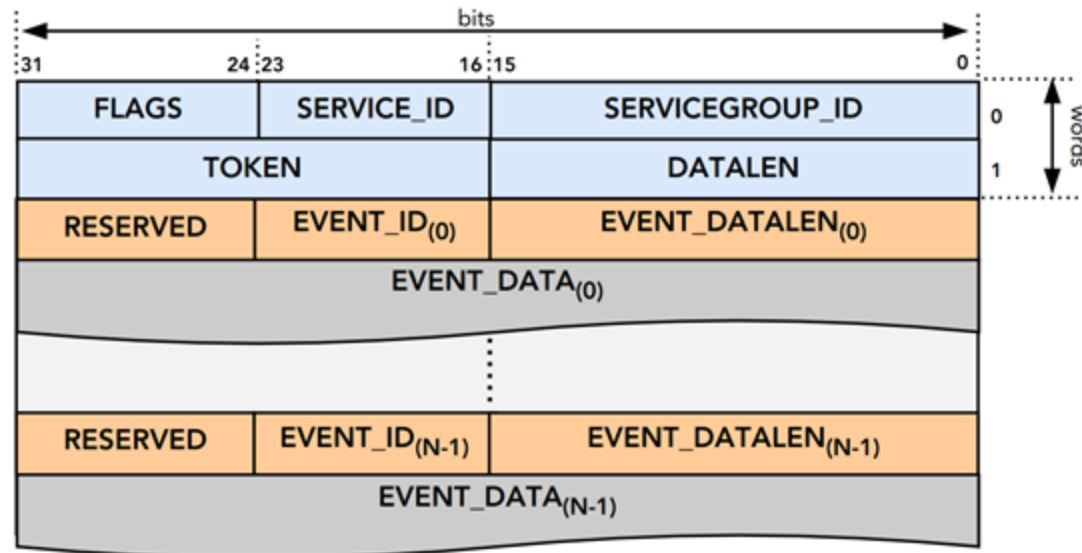 bits
31 24 23 16 15 0
FLAGS SERVICE_ID SERVICEGROUP_ID 0
words
TOKEN DATALEN 1
RESERVED EVENT_ID(0) EVENT_DATALEN(0)
EVENT_DATA(0)
RESERVED EVENT_ID(N-1) EVENT_DATALEN(N-1)
EVENT_DATA(N-1)